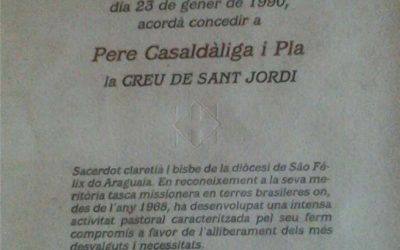 dia 23 de gener de 1990,
acordà concedir a
Pere Casaldàliga i Pla
la CREU DE SANT JORDI
Sacerdot claretià i bisbe de la diòcesi de São Fé-
lix do Araguaia. En reconeixement a la seva me-
ritòria tasca missionera en terres brasileres on,
des de l'any 1968, ha desenvolupat una intensa
activitat pastoral caracteritzada pel seu ferm
compromís a favor de l'alliberament dels més
desvalguts i necessitats.